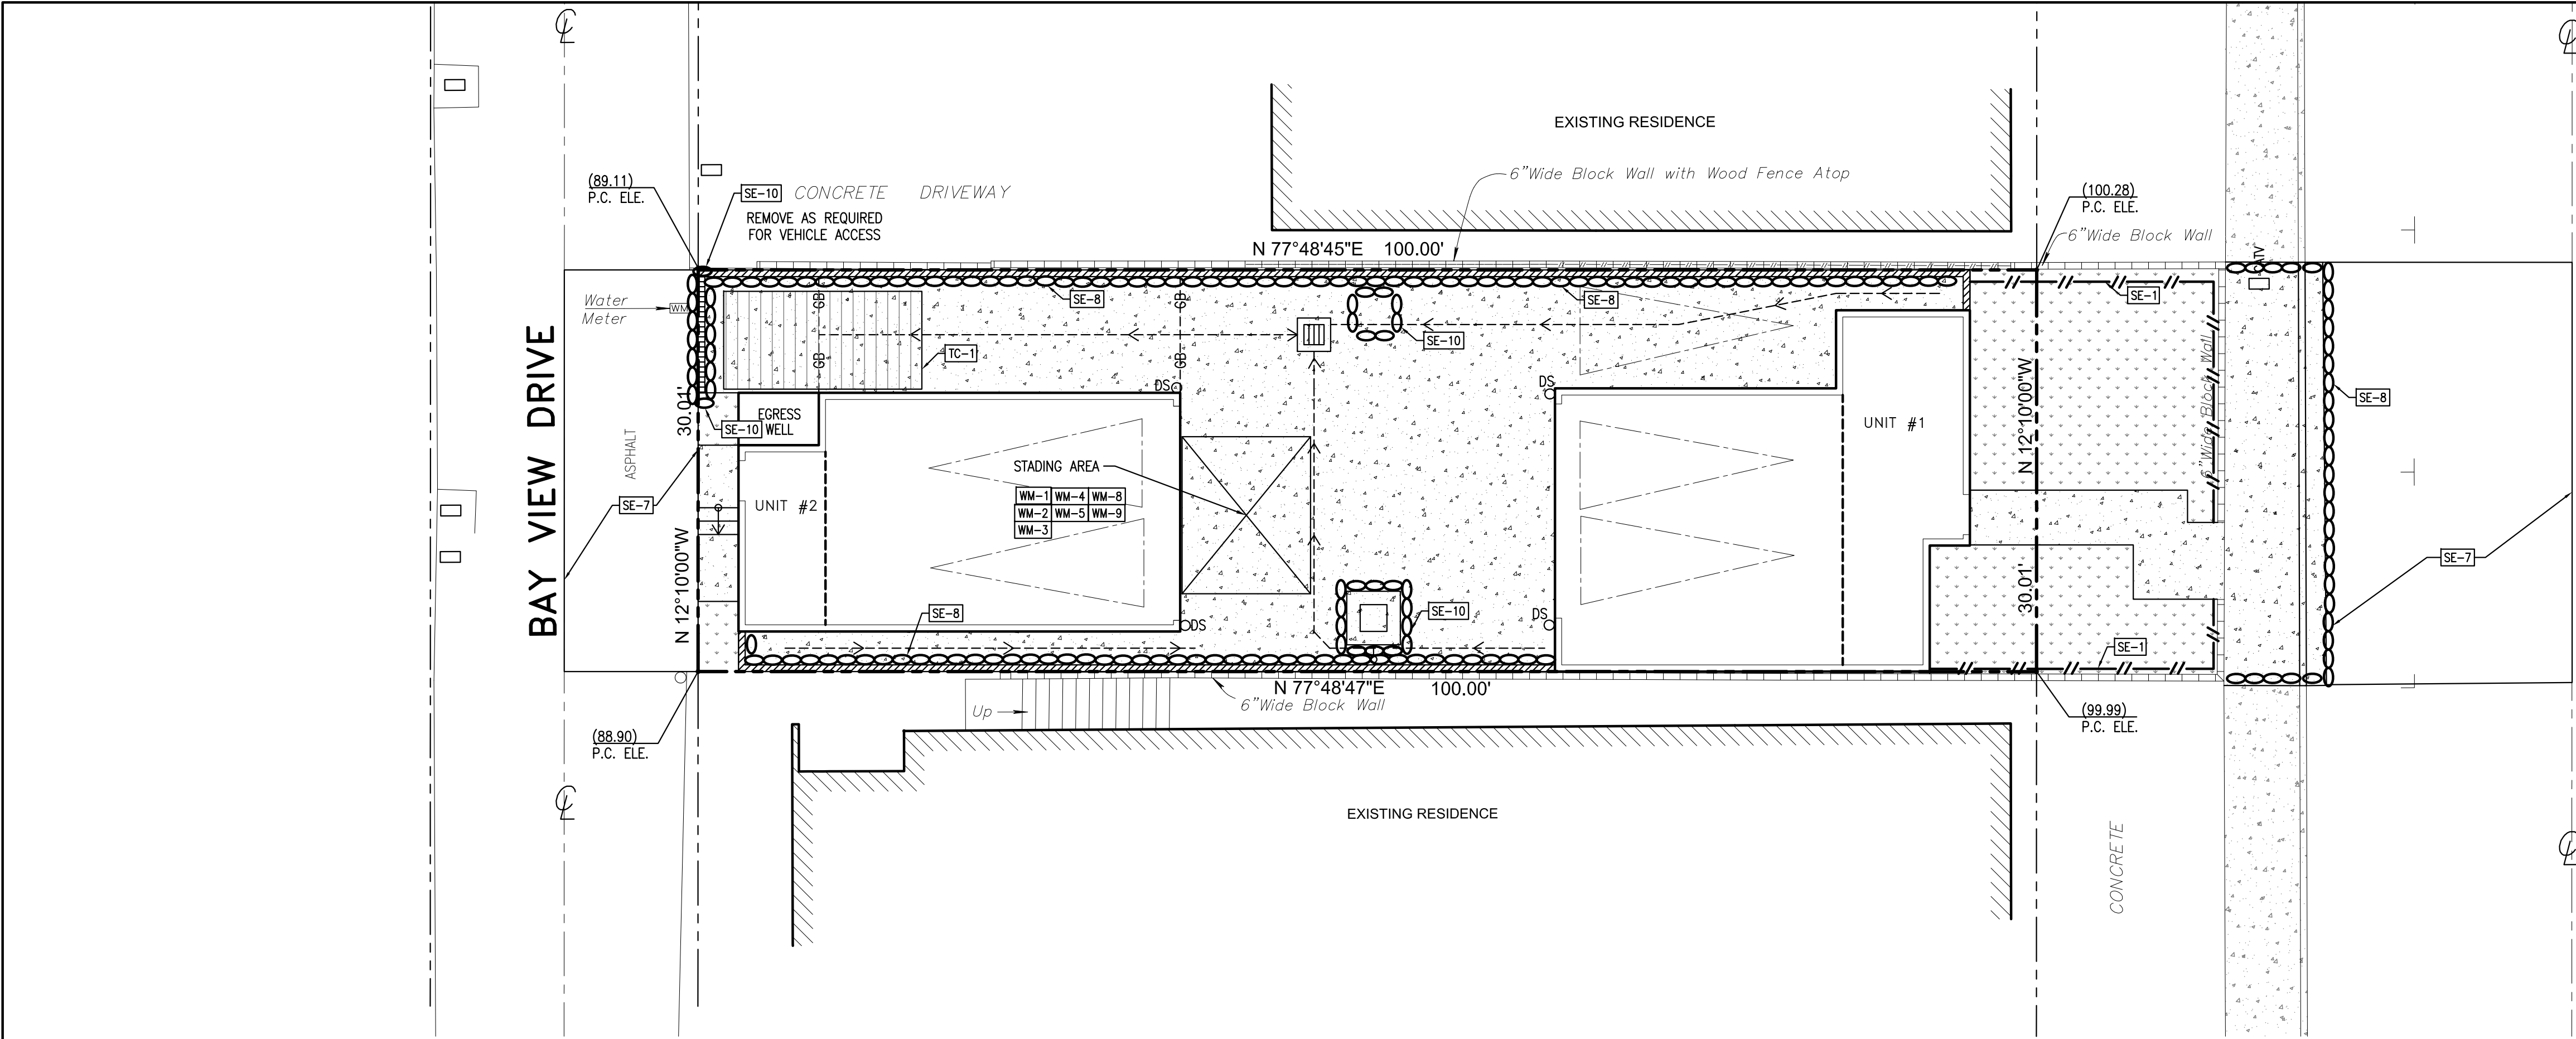 ℄
℄
EXISTING RESIDENCE
6"Wide Block Wall with Wood Fence Atop
(89.11)
P.C. ELE.
SE-10
CONCRETE DRIVEWAY
REMOVE AS REQUIRED
FOR VEHICLE ACCESS
(100.28)
P.C. ELE.
6"Wide Block Wall
N 77°48'45"E 100.00'
CATV
Water
Meter
WM
SE-8
SE-8
SE-1
GB
GB
GB
GB
SE-10
TC-1
DS
DS
BAY VIEW DRIVE
ASPHALT
30.01'
N 12°10'00"W
EGRESS
WELL
SE-10
SE-7
UNIT #2
STADING AREA
WM-1 WM-4 WM-8
WM-2 WM-5 WM-9
WM-3
UNIT #1
N 12°10'00"W
30.01'
6"Wide Block Wall
SE-8
SE-7
SE-8
DS
SE-10
DS
SE-1
N 77°48'47"E 100.00'
6"Wide Block Wall
Up
(88.90)
P.C. ELE.
(99.99)
P.C. ELE.
℄
EXISTING RESIDENCE
CONCRETE
℄